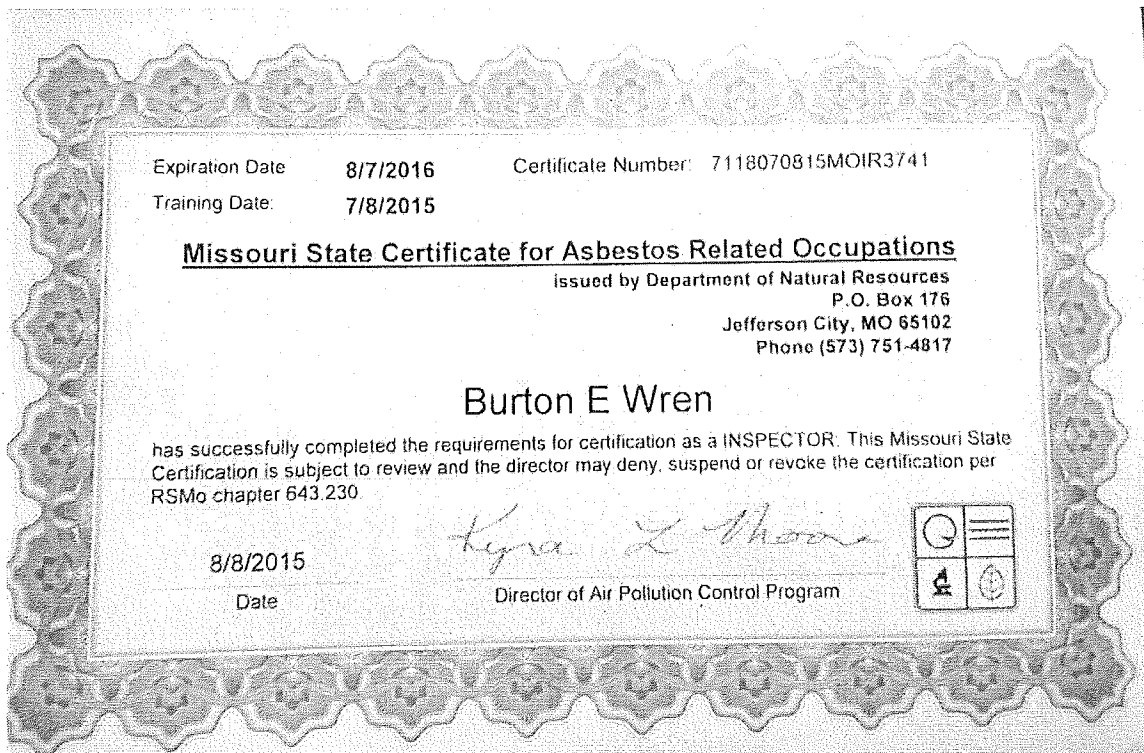 Expiration Date 8/7/2016 Certificate Number: 7118070815MOIR3741
Training Date: 7/8/2015
Missouri State Certificate for Asbestos Related Occupations
issued by Department of Natural Resources
P.O. Box 176
Jefferson City, MO 65102
Phone (573) 751-4817
Burton E Wren
has successfully completed the requirements for certification as a INSPECTOR. This Missouri State
Certification is subject to review and the director may deny, suspend or revoke the certification per
RSMo chapter 643.230.
Kyra L Moore
8/8/2015
Date Director of Air Pollution Control Program